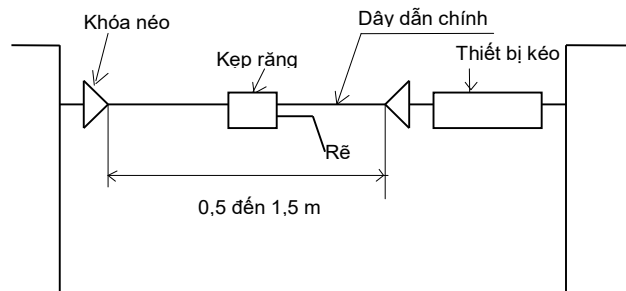 Khóa néo
Dây dẫn chính
Kẹp răng
Thiết bị kéo
Rẽ
0,5 đến 1,5 m